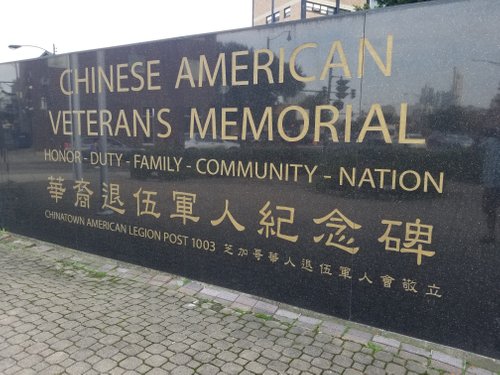 CHINESE AMERICAN
VETERAN'S MEMORIAL
HONOR - DUTY - FAMILY - COMMUNITY - NATION
華裔退伍軍人紀念碑
CHINATOWN AMERICAN LEGION POST 1003 芝加哥華人退伍軍人會敬立